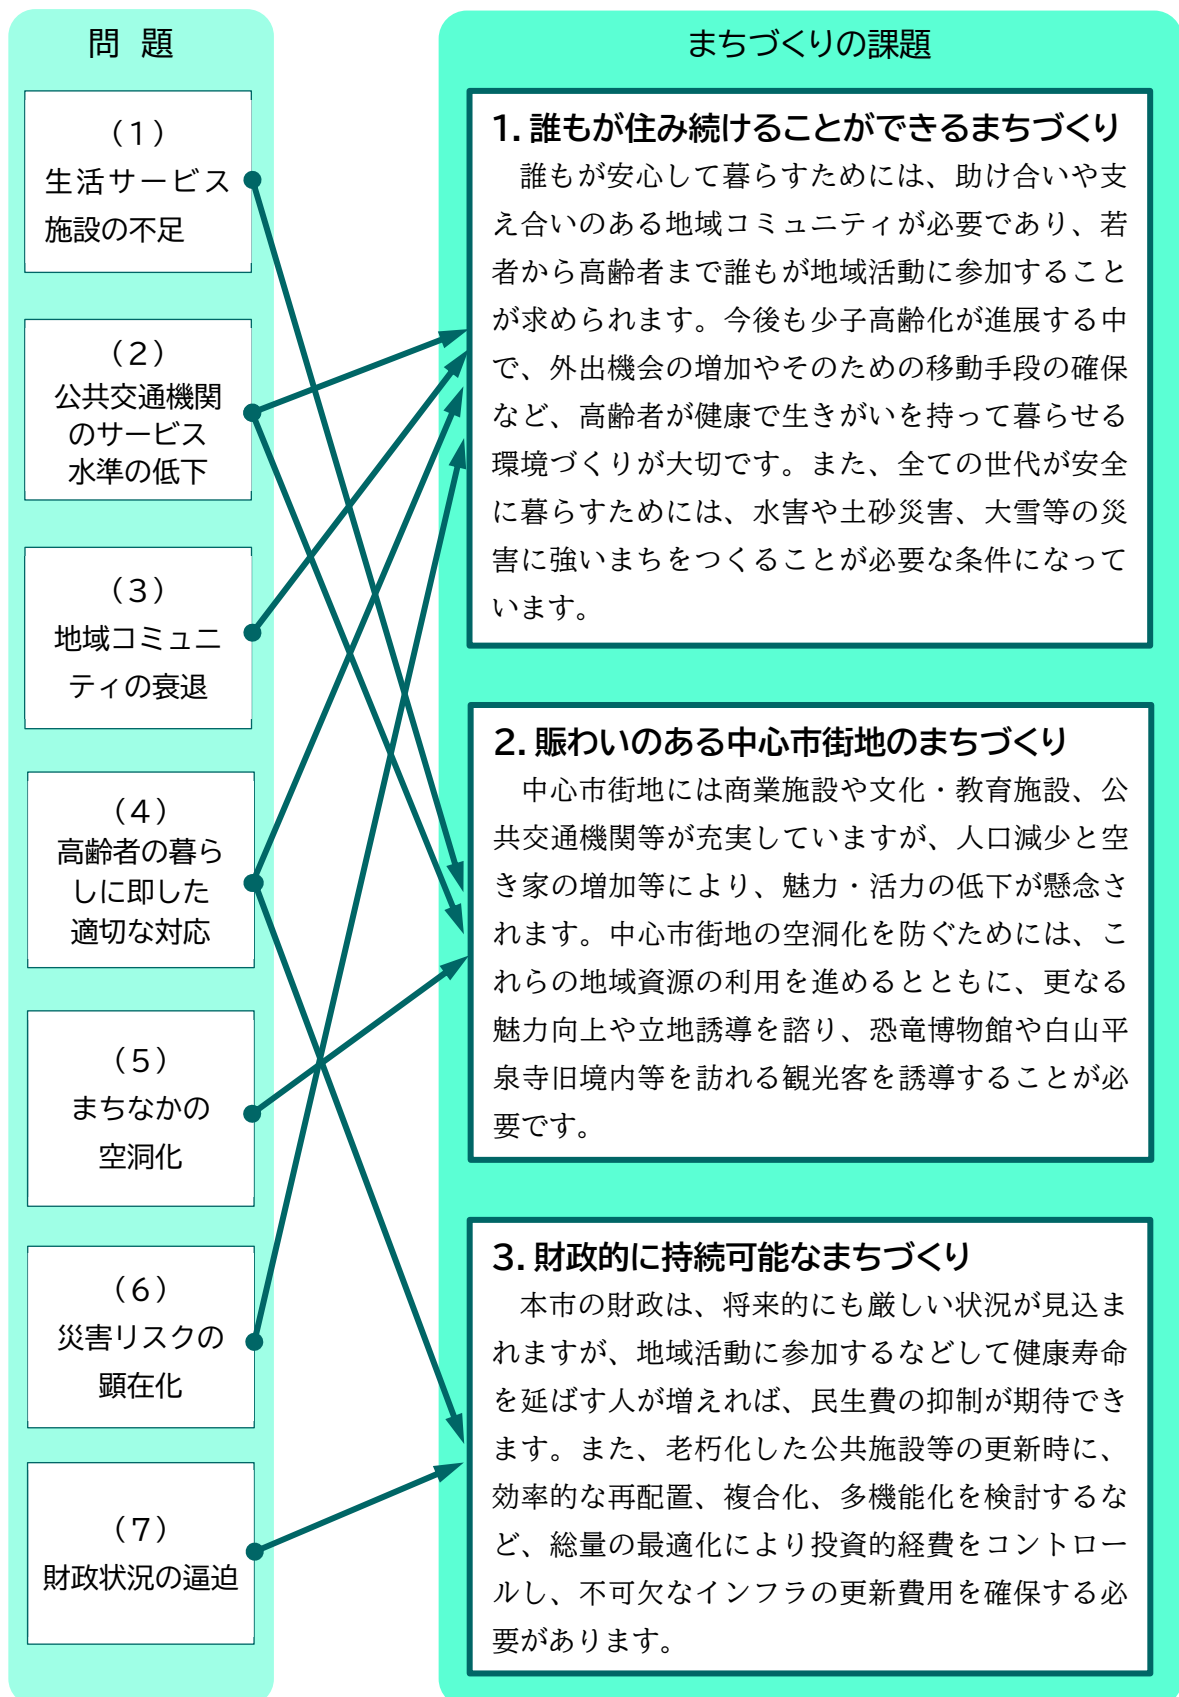 問 題
(1)
生活サービス
施設の不足
(2)
公共交通機関
のサービス
水準の低下
(3)
地域コミュニ
ティの衰退
(4)
高齢者の暮ら
しに即した
適切な対応
(5)
まちなかの
空洞化
(6)
災害リスクの
顕在化
(7)
財政状況の逼迫
まちづくりの課題
1. 誰もが住み続けることができるまちづくり
誰もが安心して暮らすためには、助け合いや支
え合いのある地域コミュニティが必要であり、若
者から高齢者まで誰もが地域活動に参加すること
が求められます。今後も少子高齢化が進展する中
で、外出機会の増加やそのための移動手段の確保
など、高齢者が健康で生きがいを持って暮らせる
環境づくりが大切です。また、全ての世代が安全
に暮らすためには、水害や土砂災害、大雪等の災
害に強いまちをつくることが必要な条件になって
います。
2. 賑わいのある中心市街地のまちづくり
中心市街地には商業施設や文化・教育施設、公
共交通機関等が充実していますが、人口減少と空
き家の増加等により、魅力・活力の低下が懸念さ
れます。中心市街地の空洞化を防ぐためには、こ
れらの地域資源の利用を進めるとともに、更なる
魅力向上や立地誘導を諮り、恐竜博物館や白山平
泉寺旧境内等を訪れる観光客を誘導することが必
要です。
3. 財政的に持続可能なまちづくり
本市の財政は、将来的にも厳しい状況が見込ま
れますが、地域活動に参加するなどして健康寿命
を延ばす人が増えれば、民生費の抑制が期待でき
ます。また、老朽化した公共施設等の更新時に、
効率的な再配置、複合化、多機能化を検討するな
ど、総量の最適化により投資的経費をコントロー
ルし、不可欠なインフラの更新費用を確保する必
要があります。